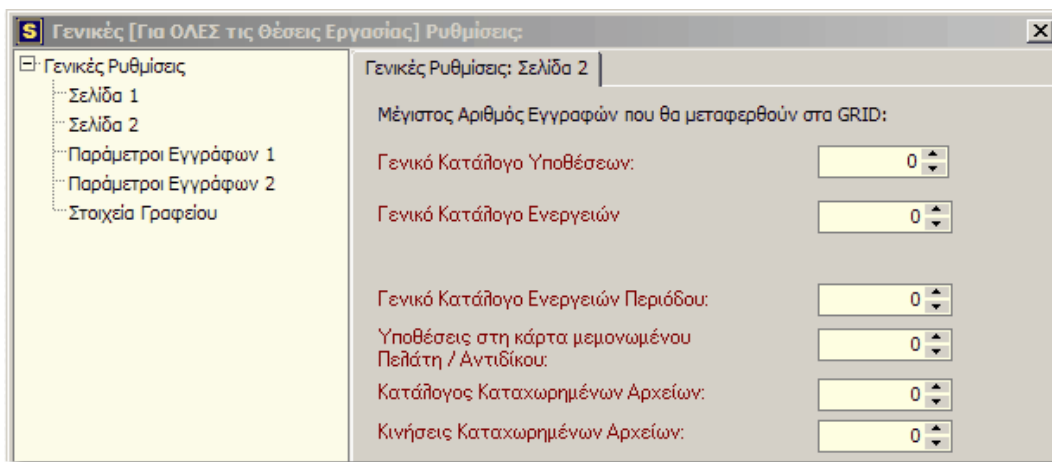 S Γενικές [Για ΟΛΕΣ τις Θέσεις Εργασίας] Ρυθμίσεις:
Γενικές Ρυθμίσεις
Σελίδα 1
Σελίδα 2
Παράμετροι Εγγράφων 1
Παράμετροι Εγγράφων 2
Στοιχεία Γραφείου
Γενικές Ρυθμίσεις: Σελίδα 2
Μέγιστος Αριθμός Εγγραφών που θα μεταφερθούν στα GRID:
Γενικό Κατάλογο Υποθέσεων: 0
Γενικό Κατάλογο Ενεργειών 0
Γενικό Κατάλογο Ενεργειών Περιόδου: 0
Υποθέσεις στη κάρτα μεμονωμένου
Πελάτη / Αντιδίκου: 0
Κατάλογος Καταχωρημένων Αρχείων: 0
Κινήσεις Καταχωρημένων Αρχείων: 0